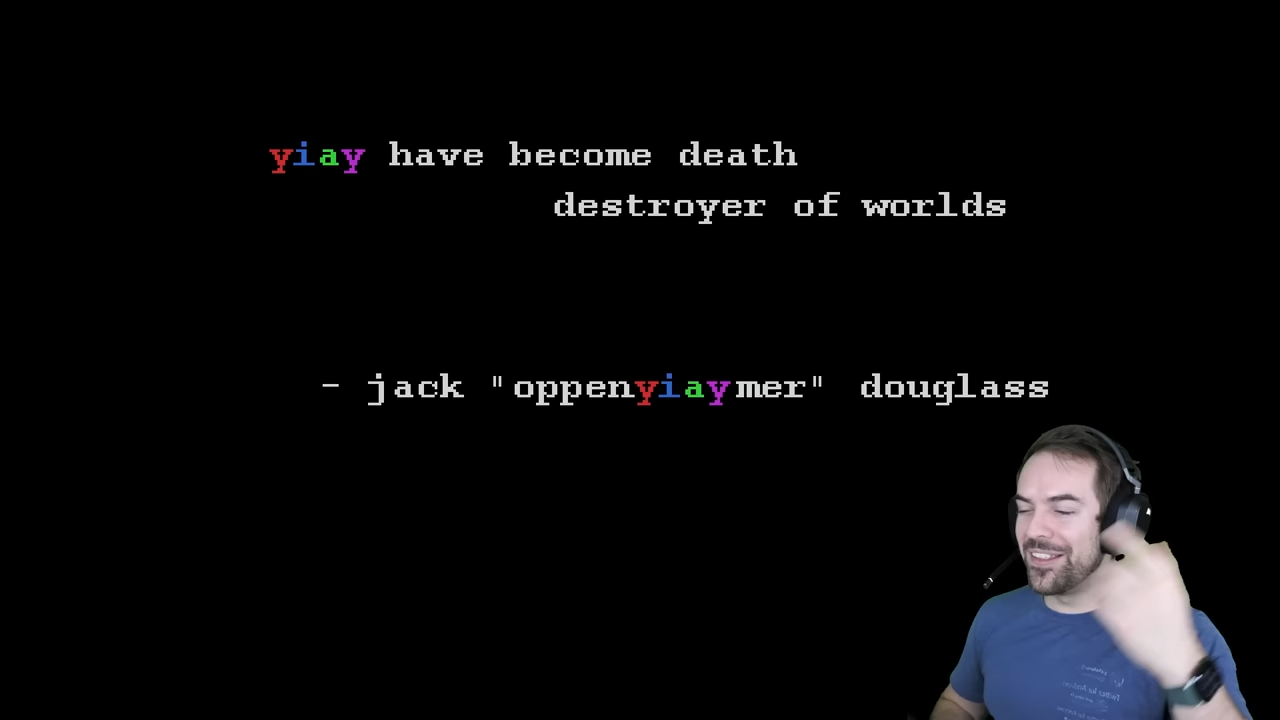 yiay have become death
destroyer of worlds
- jack "oppenyiaymer" douglass